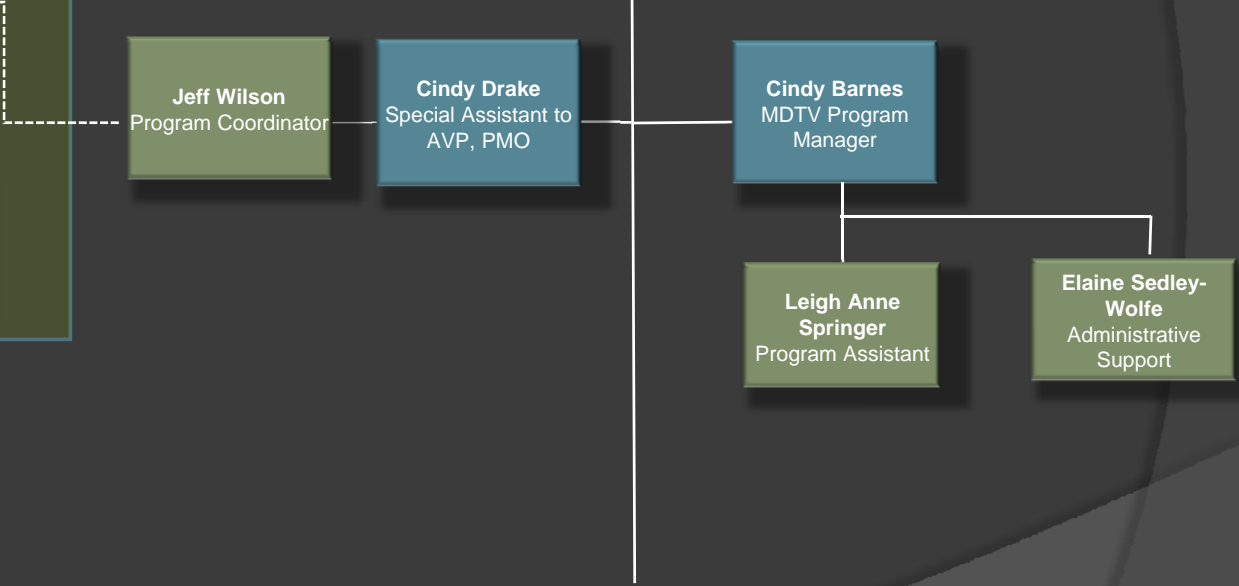 Jeff Wilson
Program Coordinator
Cindy Drake
Special Assistant to
AVP, PMO
Cindy Barnes
MDTV Program
Manager
Leigh Anne
Springer
Program Assistant
Elaine Sedley-
Wolfe
Administrative
Support